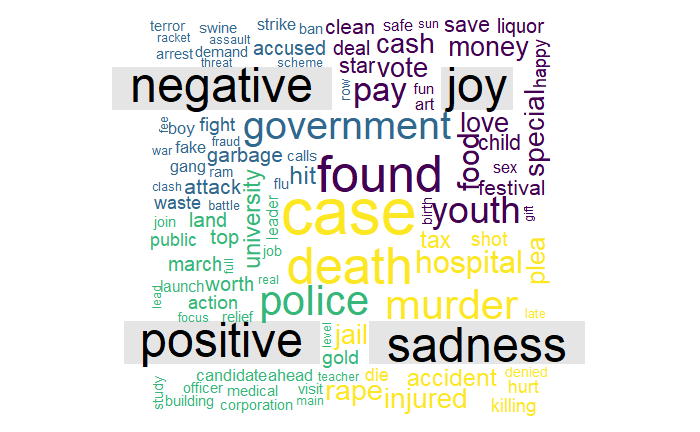 terror swine strike ban clean safe sun save liquor
racket assault
arrest demand accused deal cash money
threat scheme star vote happy
negative joy
row pay fun art special
fee boy fight government love
war fake fraud garbage calls hit found food child
gang ram flu sex
clash attack university festival
waste battle leader case birth youth gift
join land
public top job death tax shot plea
march full real hospital
lead launch worth
action police murder
focus relief late
positive level jail sadness
gold
study candidate ahead teacher die accident denied
officer medical visit rape injured hurt
building corporation main killing